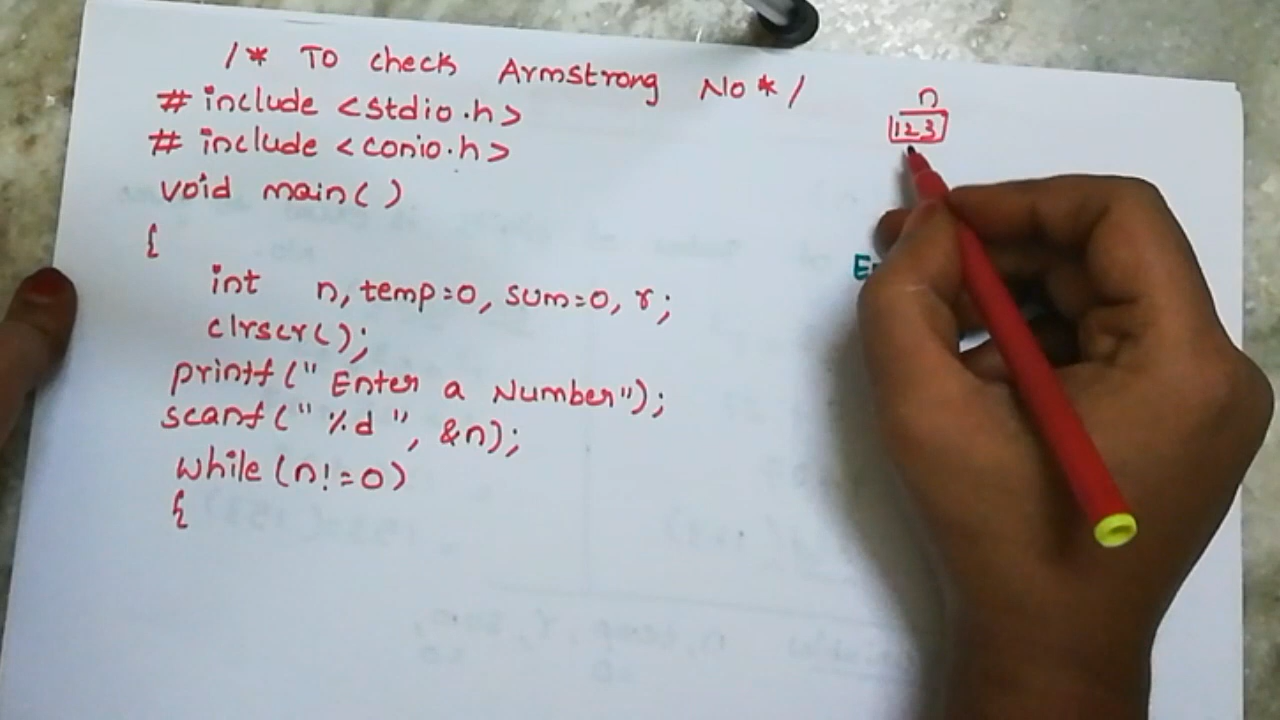 /* To check Armstrong No */
# include <stdio.h>
# include <conio.h>
void main( )
{
int n, temp=0, sum=0, r;
clrscr( );
printf (" Enter a Number");
scanf (" %d ", &n);
while (n! = 0)
{
n
123